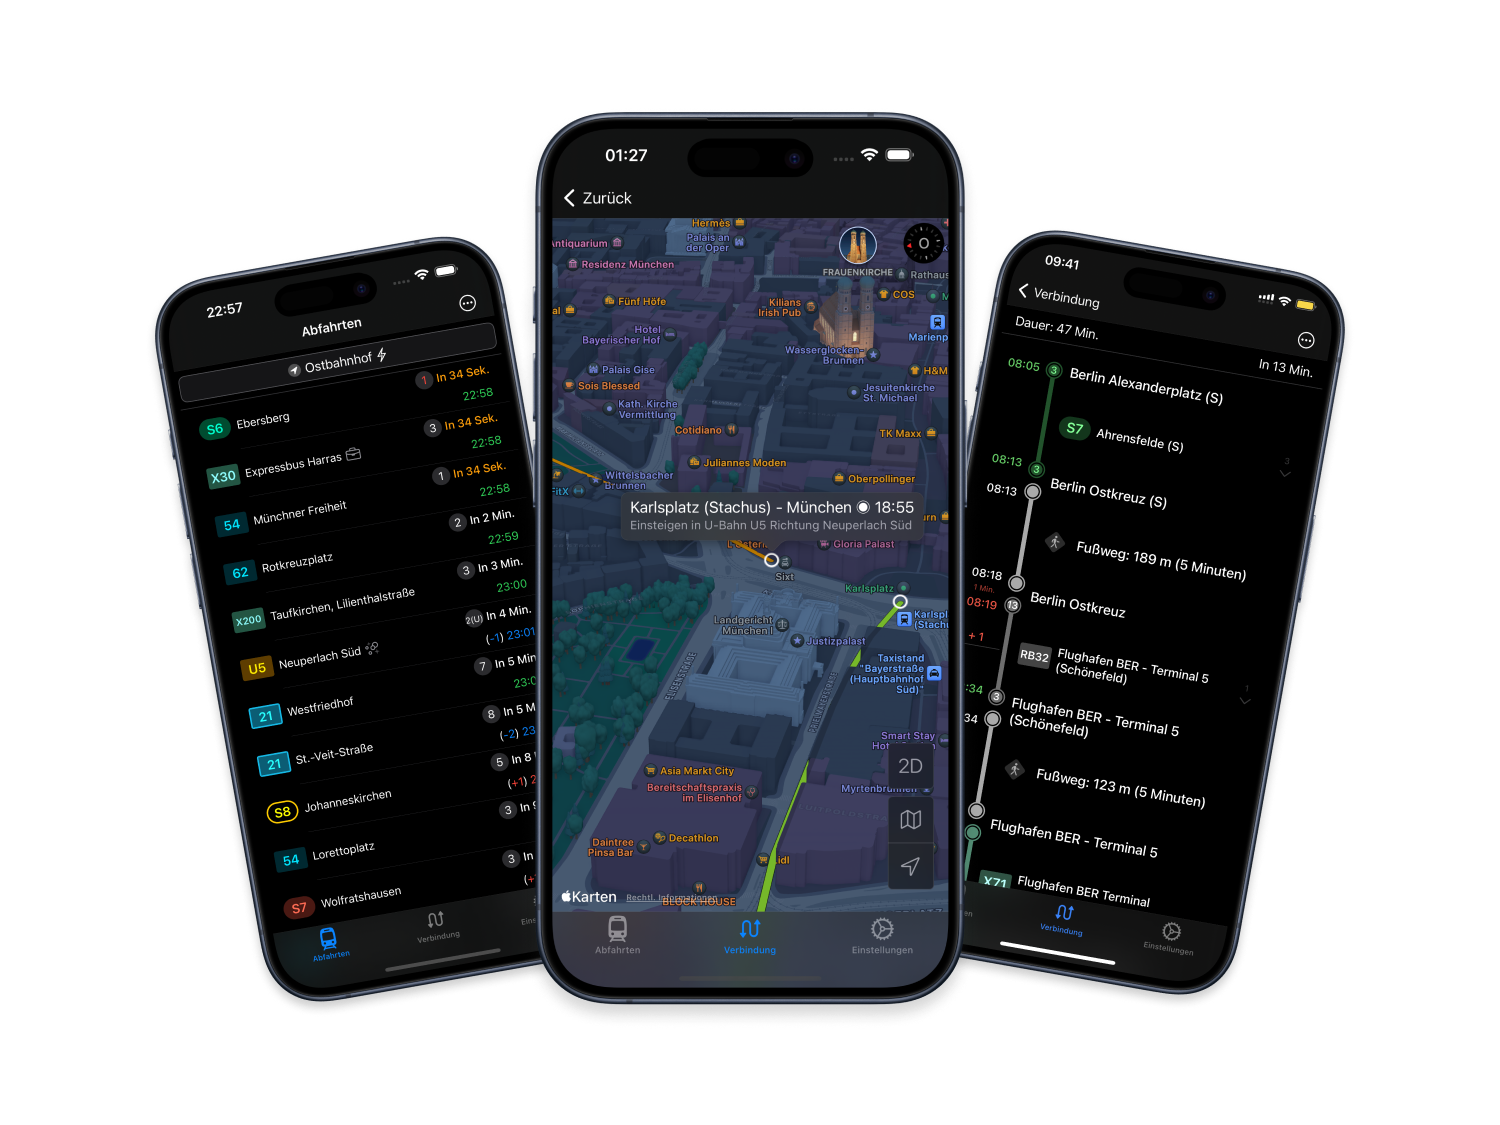 22:57
Abfahrten
Ostbahnhof
S6 Ebersberg 1 In 34 Sek.
22:58
X30 Expressbus Harras 3 In 34 Sek.
22:58
54 Münchner Freiheit 1 In 34 Sek.
22:58
62 Rotkreuzplatz 2 In 2 Min.
22:59
X200 Taufkirchen, Lilienthalstraße 3 In 3 Min.
23:00
U5 Neuperlach Süd 2(U) In 4 Min.
(-1) 23:01
21 Westfriedhof 7 In 5 Min
23:0
21 St.-Veit-Straße 8 In 5 M
(-2) 23
S8 Johanneskirchen 5 In 8
(+1) 2
54 Lorettoplatz 3 In 9
S7 Wolfratshausen 3 In
(+
Abfahrten
Verbindung
Eins
01:27
Zurück
Hermès
Antiquarium
Palais an
der Oper
Residenz München
FRAUENKIRCHE
Rathaus
al
Fünf Höfe
Kilians
Irish Pub
COS
M
Hotel
Bayerischer Hof
Marienp
Wasserglocken-
Brunnen
Palais Gise
H&M
Sois Blessed
Jesuitenkirche
St. Michael
Kath. Kirche
Vermittlung
Cotidiano
TK Maxx
Juliannes Moden
Wittelsbacher
Brunnen
Oberpollinger
FitX
Karlsplatz (Stachus) - München 18:55
Einsteigen in U-Bahn U5 Richtung Neuperlach Süd
urn
L'Osteri
Gloria Palast
Sixt
Karlsplatz
Karlspl
(Stachu
Landgericht
München I
Justizpalast
ELISENSTRASSE
PRIELMAYERSTRASSE
Taxistand
"Bayerstraße
(Hauptbahnhof
Süd)"
Smart Stay
Hot
2D
Asia Markt City
Bereitschaftspraxis
im Elisenhof
Myrtenbrunnen
Decathlon
Daintree
Pinsa Bar
Lidl
Karten
Rechtl. Informationen
BLOCK HOUSE
Abfahrten
Verbindung
Einstellungen
09:41
Verbindung
Dauer: 47 Min.
In 13 Min.
08:05 3 Berlin Alexanderplatz (S)
S7 Ahrensfelde (S)
3
08:13 3
08:13 Berlin Ostkreuz (S)
Fußweg: 189 m (5 Minuten)
08:18
1 Min.
Berlin Ostkreuz
08:19 13
+ 1
RB32 Flughafen BER - Terminal 5
(Schönefeld)
1
:34 3 Flughafen BER - Terminal 5
34 (Schönefeld)
Fußweg: 123 m (5 Minuten)
Flughafen BER - Terminal 5
X71 Flughafen BER Terminal
en
Verbindung
Einstellungen